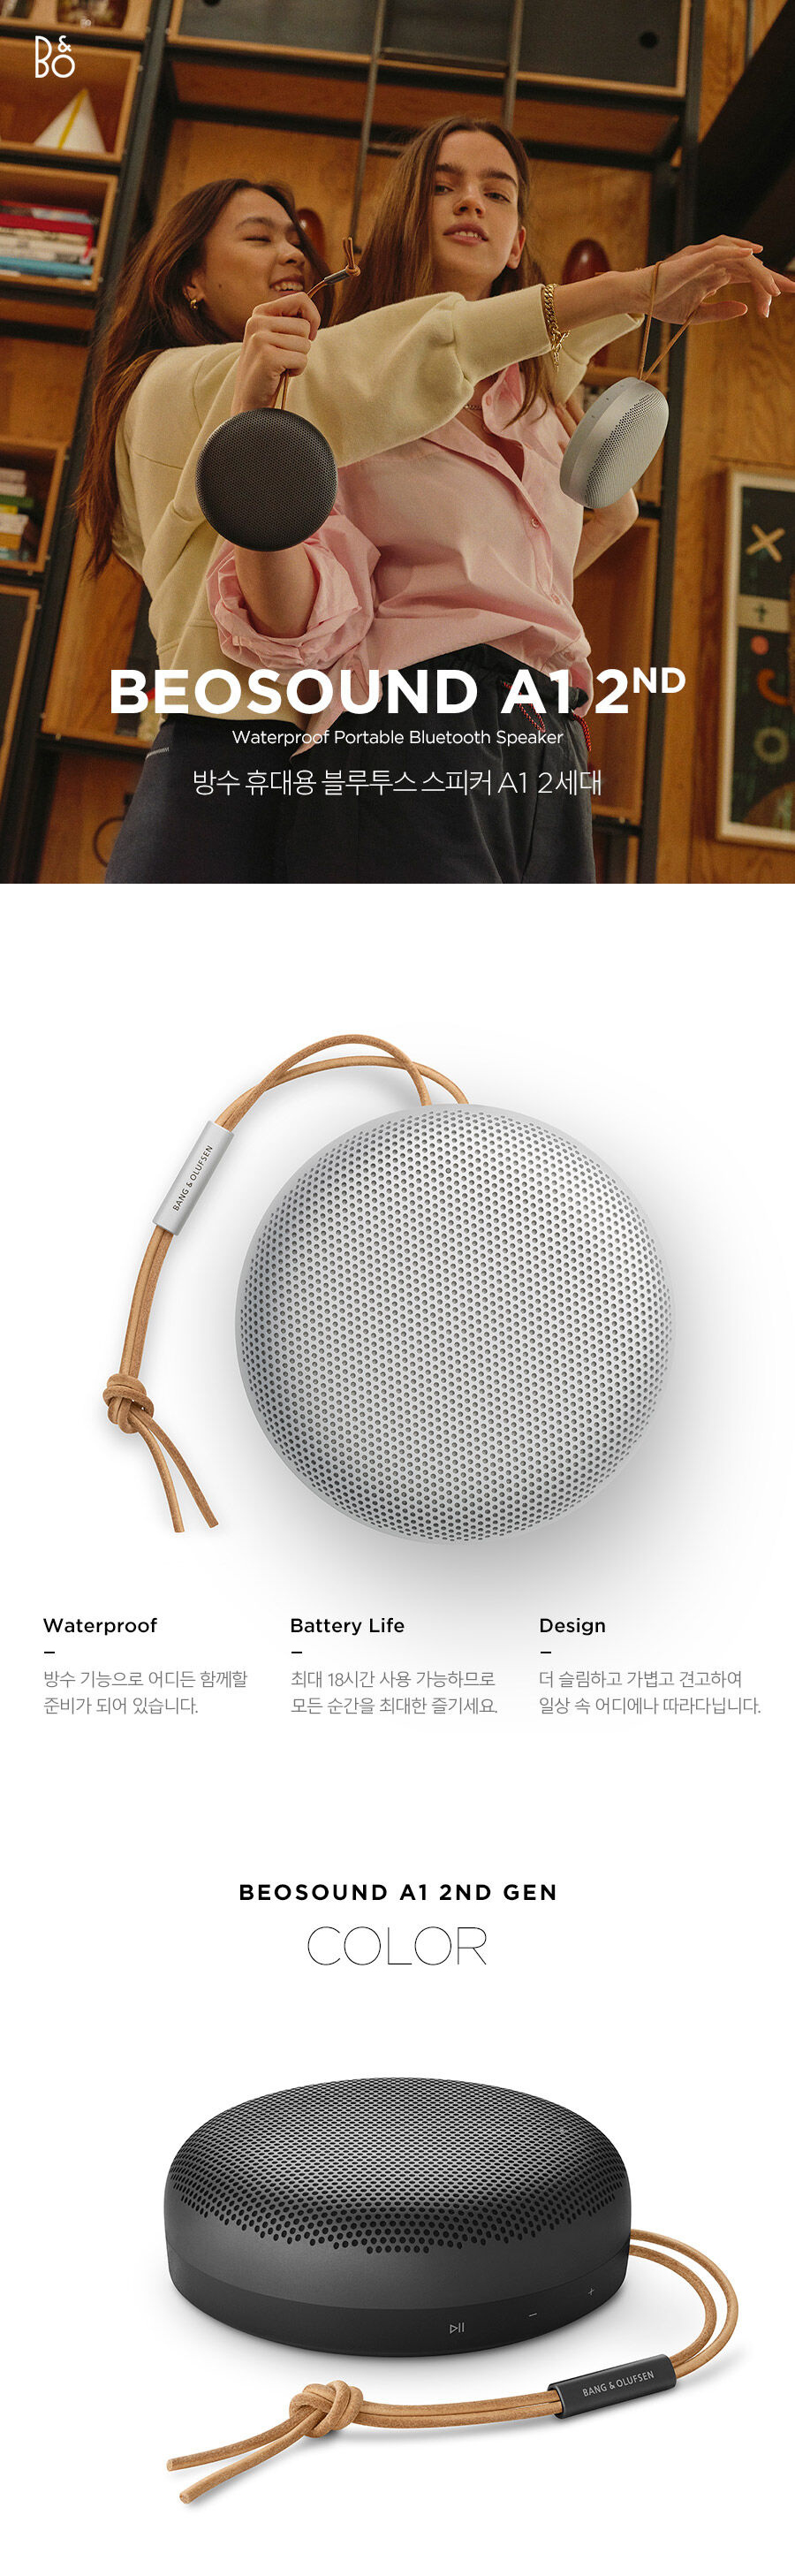 B&O
BEOSOUND A1 2ND
Waterproof Portable Bluetooth Speaker
방수 휴대용 블루투스 스피커 A1 2세대
BANG & OLUFSEN
Waterproof
방수 기능으로 어디든 함께할
준비가 되어 있습니다.
Battery Life
최대 18시간 사용 가능하므로
모든 순간을 최대한 즐기세요.
Design
더 슬림하고 가볍고 견고하여
일상 속 어디에나 따라다닙니다.
BEOSOUND A1 2ND GEN
COLOR
BANG & OLUFSEN